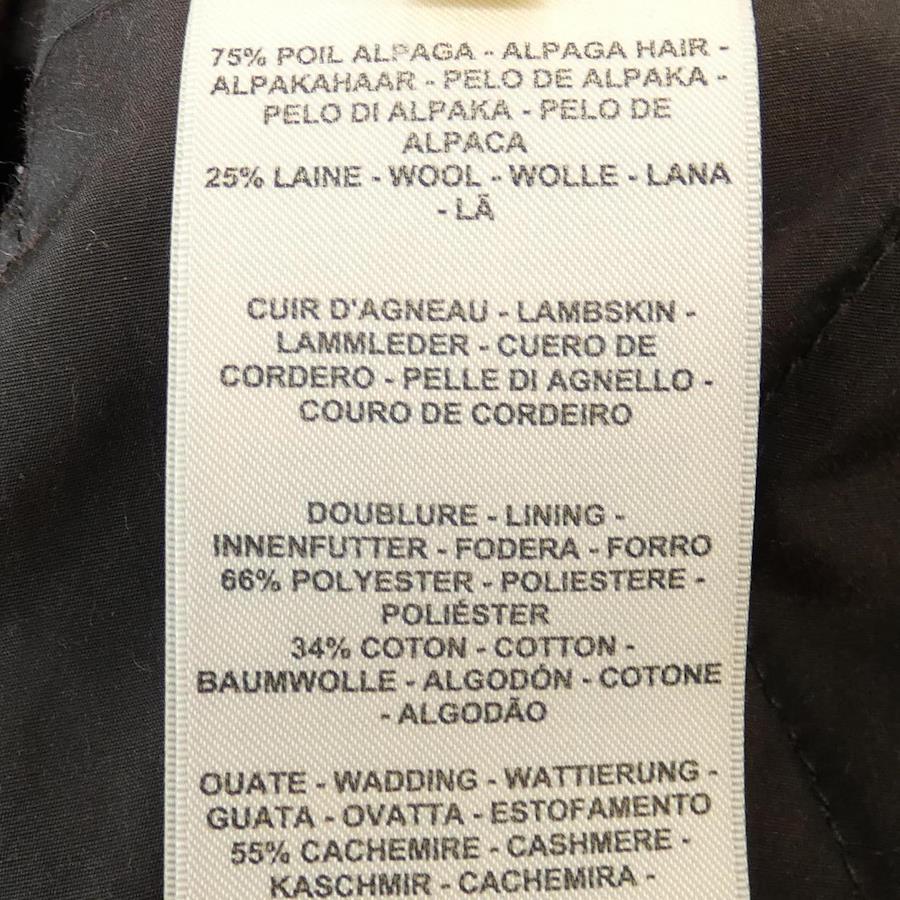 75% POIL ALPAGA - ALPAGA HAIR -
ALPAKAHAAR - PELO DE ALPAKA -
PELO DI ALPAKA - PELO DE
ALPACA
25% LAINE - WOOL - WOLLE - LANA
- LÃ
CUIR D'AGNEAU - LAMBSKIN -
LAMMLEDER - CUERO DE
CORDERO - PELLE DI AGNELLO -
COURO DE CORDEIRO
DOUBLURE - LINING -
INNENFUTTER - FODERA - FORRO
66% POLYESTER - POLIESTERE -
POLIÉSTER
34% COTON - COTTON -
BAUMWOLLE - ALGODÓN - COTONE
- ALGODÃO
OUATE - WADDING - WATTIERUNG -
GUATA - OVATTA - ESTOFAMENTO
55% CACHEMIRE - CASHMERE -
KASCHMIR - CACHEMIRA -